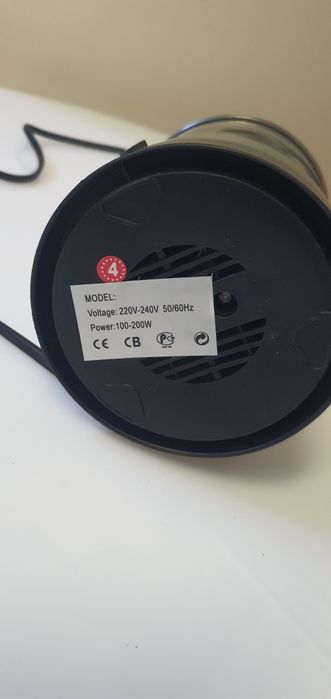 4
MODEL:
Voltage: 220V-240V 50/60Hz
Power:100-200W
CE CB